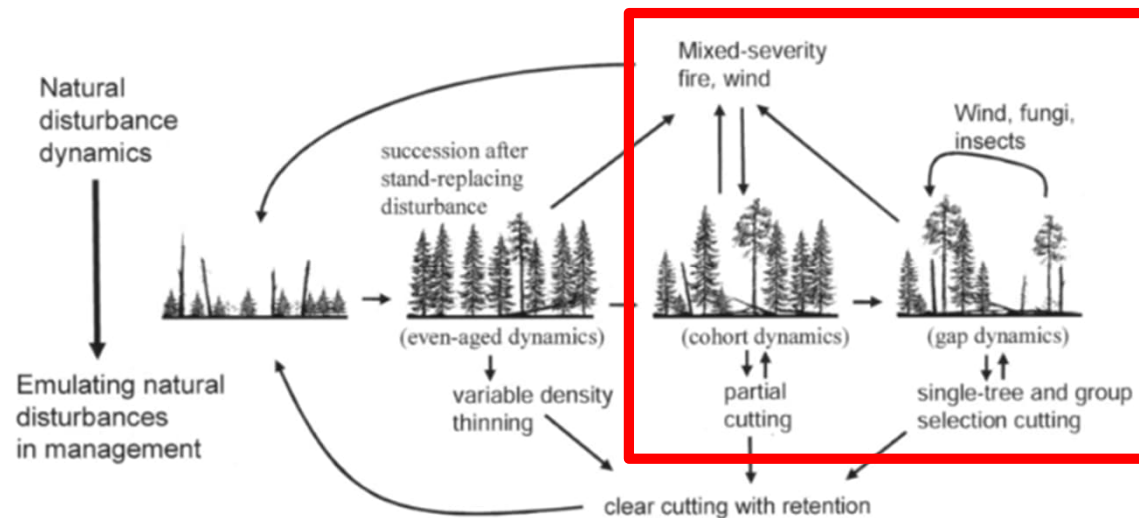 Natural
disturbance
dynamics
Emulating natural
disturbances
in management
succession after
stand-replacing
disturbance
(even-aged dynamics)
variable density
thinning
Mixed-severity
fire, wind
(cohort dynamics)
partial
cutting
Wind, fungi,
insects
(gap dynamics)
single-tree and group
selection cutting
clear cutting with retention